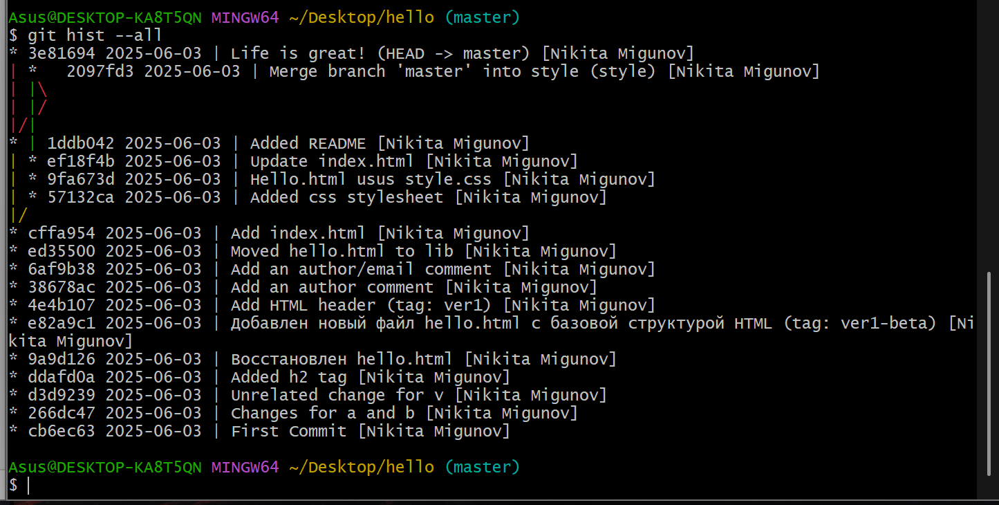 Asus@DESKTOP-KA8T5QN MINGW64 ~/Desktop/hello (master)
$ git hist --all
* 3e81694 2025-06-03 | Life is great! (HEAD -> master) [Nikita Migunov]
| *   2097fd3 2025-06-03 | Merge branch 'master' into style (style) [Nikita Migunov]
| |\
| |/
|/|
* | 1ddb042 2025-06-03 | Added README [Nikita Migunov]
| * ef18f4b 2025-06-03 | Update index.html [Nikita Migunov]
| * 9fa673d 2025-06-03 | Hello.html usus style.css [Nikita Migunov]
| * 57132ca 2025-06-03 | Added css stylesheet [Nikita Migunov]
|/
* cffa954 2025-06-03 | Add index.html [Nikita Migunov]
* ed35500 2025-06-03 | Moved hello.html to lib [Nikita Migunov]
* 6af9b38 2025-06-03 | Add an author/email comment [Nikita Migunov]
* 38678ac 2025-06-03 | Add an author comment [Nikita Migunov]
* 4e4b107 2025-06-03 | Add HTML header (tag: ver1) [Nikita Migunov]
* e82a9c1 2025-06-03 | Добавлен новый файл hello.html с базовой структурой HTML (tag: ver1-beta) [Ni
kita Migunov]
* 9a9d126 2025-06-03 | Восстановлен hello.html [Nikita Migunov]
* ddafd0a 2025-06-03 | Added h2 tag [Nikita Migunov]
* d3d9239 2025-06-03 | Unrelated change for v [Nikita Migunov]
* 266dc47 2025-06-03 | Changes for a and b [Nikita Migunov]
* cb6ec63 2025-06-03 | First Commit [Nikita Migunov]
Asus@DESKTOP-KA8T5QN MINGW64 ~/Desktop/hello (master)
$